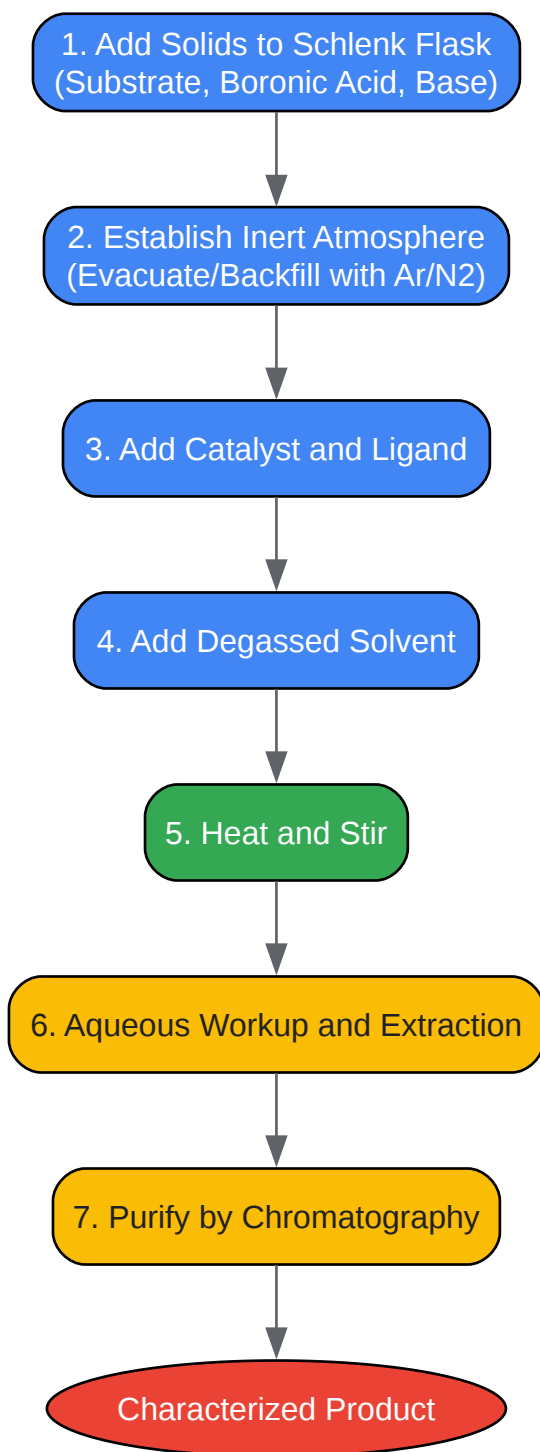 1. Add Solids to Schlenk Flask
(Substrate, Boronic Acid, Base)
2. Establish Inert Atmosphere
(Evacuate/Backfill with Ar/N2)
3. Add Catalyst and Ligand
4. Add Degassed Solvent
5. Heat and Stir
6. Aqueous Workup and Extraction
7. Purify by Chromatography
Characterized Product